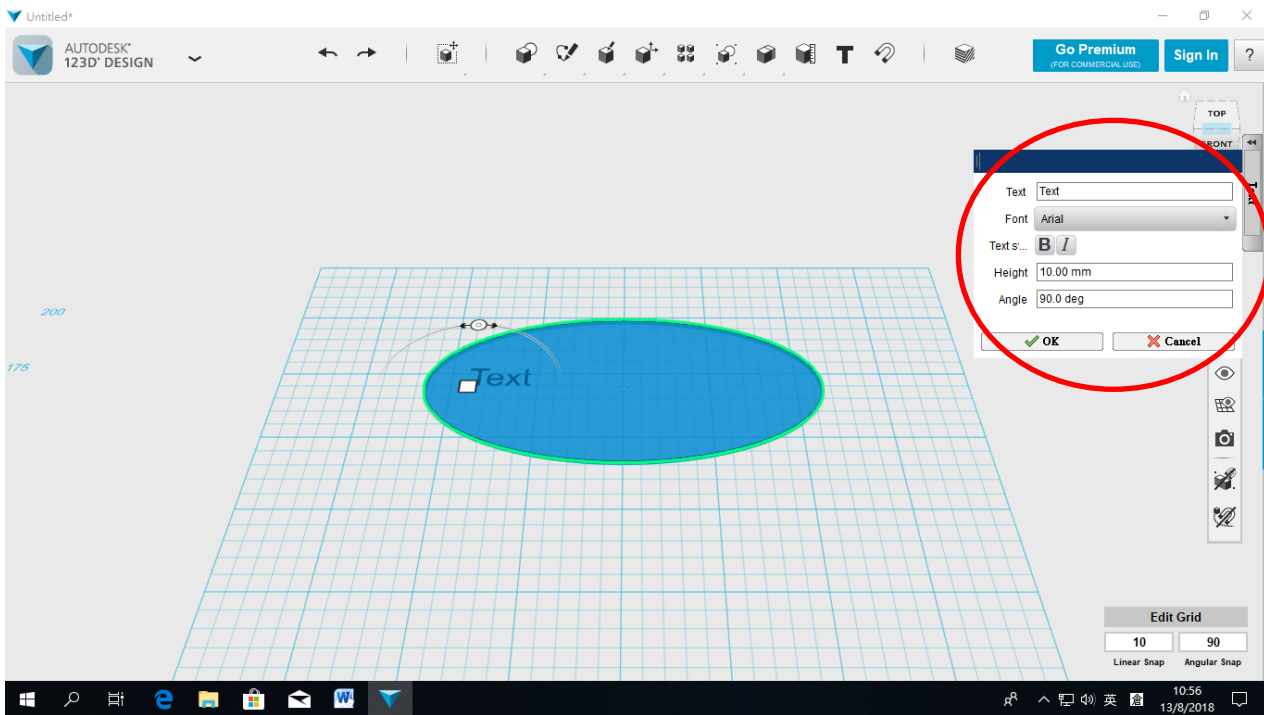 Untitled*
AUTODESK®
123D® DESIGN
T
Go Premium
(FOR COMMERCIAL USE)
Sign In
?
TOP
FRONT
Text
Text Text
Font Arial
Text s... B I
Height 10.00 mm
Angle 90.0 deg
OK
Cancel
200
175
Text
Edit Grid
10 90
Linear Snap Angular Snap
英
倉
10:56
13/8/2018